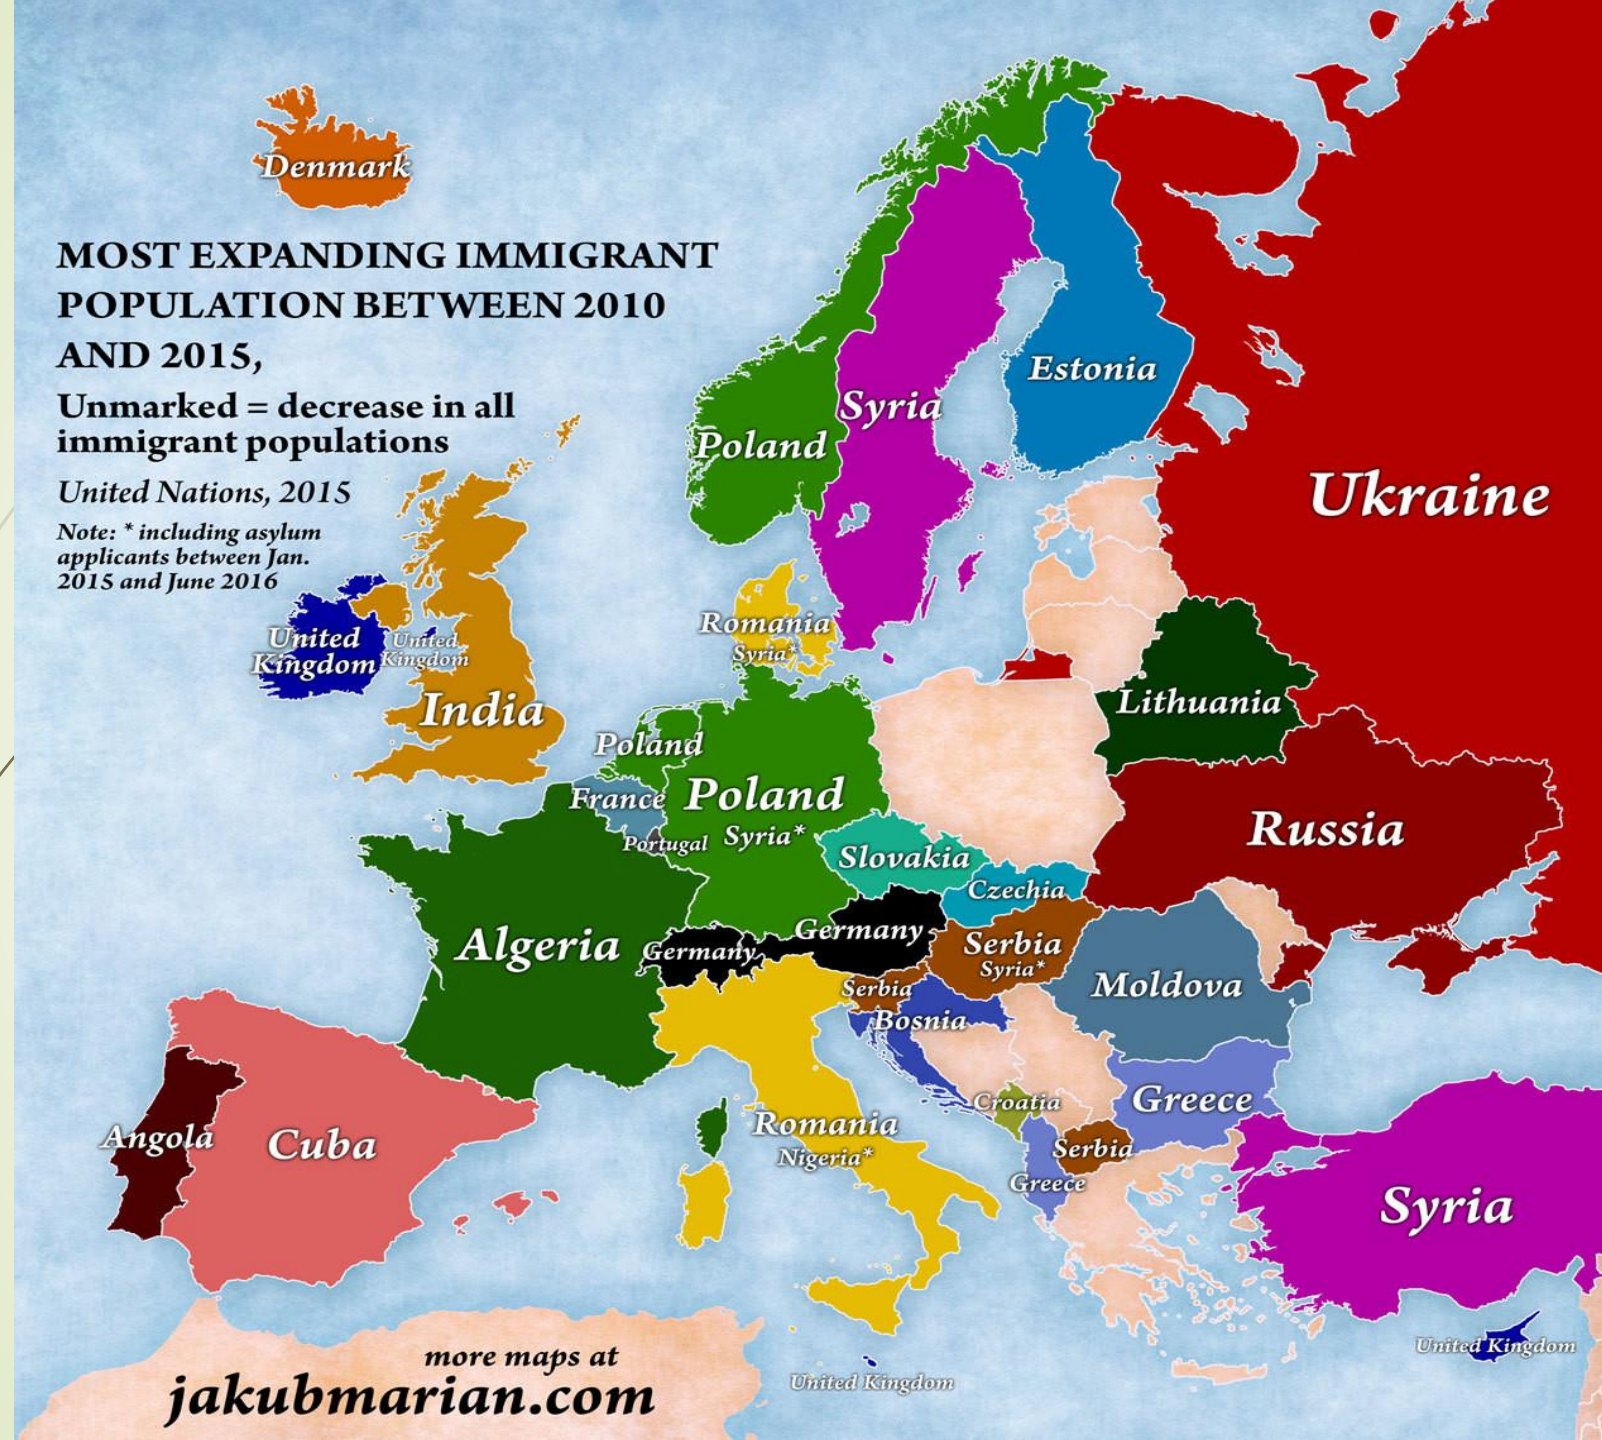 Denmark
MOST EXPANDING IMMIGRANT
POPULATION BETWEEN 2010
AND 2015,
Unmarked = decrease in all
immigrant populations
United Nations, 2015
Note: * including asylum
applicants between Jan.
2015 and June 2016
Estonia
Syria
Poland
Ukraine
Romania
Syria*
United
Kingdom
United
Kingdom
India
Lithuania
Poland
France
Poland
Syria*
Portugal
Russia
Slovakia
Czechia
Algeria
Germany
Germany
Serbia
Syria*
Serbia
Moldova
Bosnia
Croatia
Greece
Angola
Cuba
Romania
Nigeria*
Serbia
Greece
Syria
United Kingdom
United Kingdom
more maps at
jakubmarian.com